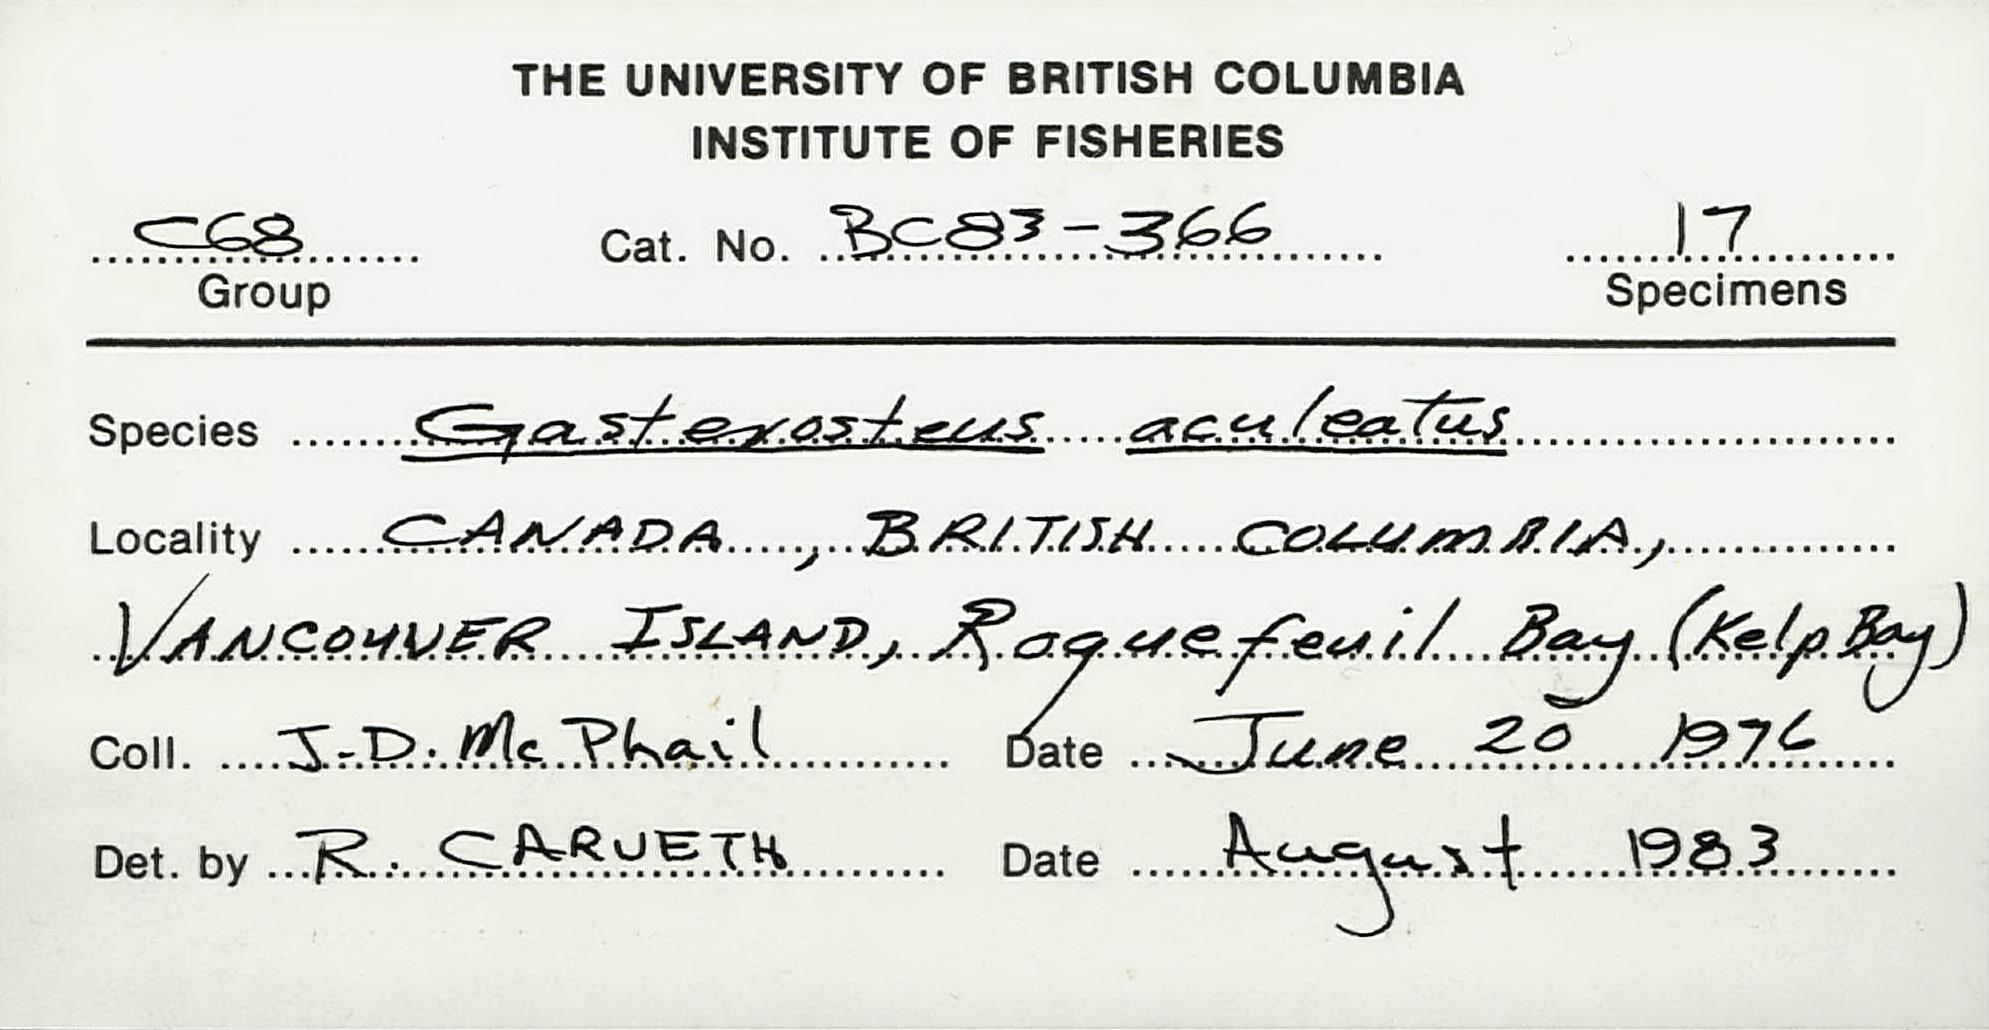 THE UNIVERSITY OF BRITISH COLUMBIA
INSTITUTE OF FISHERIES
C68 Cat. No. BC83-366 17
Group Specimens
Species Gasterosteus aculeatus
Locality CANADA, BRITISH COLUMBIA,
VANCOUVER ISLAND, Roquefeuil Bay (Kelp Bay)
Coll. J.D. McPhail Date June 20 1976
Det. by R. CARVETH Date August 1983